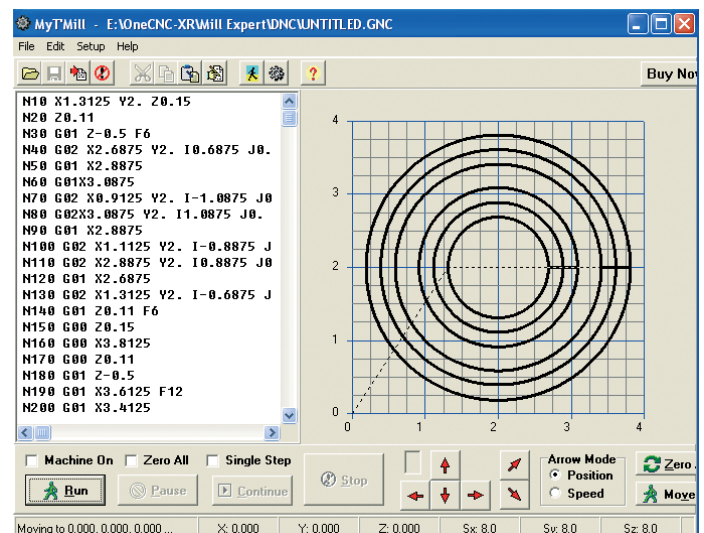 MyT'Mill - E:\OneCNC-XR\Mill Expert\DNC\UNTITLED.GNC
File Edit Setup Help
Buy Now
N10 X1.3125 Y2. Z0.15
N20 Z0.11
N30 G01 Z-0.5 F6
N40 G02 X2.6875 Y2. I0.6875 J0.
N50 G01 X2.8875
N60 G01X3.0875
N70 G02 X0.9125 Y2. I-1.0875 J0
N80 G02X3.0875 Y2. I1.0875 J0.
N90 G01 X2.8875
N100 G02 X1.1125 Y2. I-0.8875 J
N110 G02 X2.8875 Y2. I0.8875 J0
N120 G01 X2.6875
N130 G02 X1.3125 Y2. I-0.6875 J
N140 G01 Z0.11 F6
N150 G00 Z0.15
N160 G00 X3.8125
N170 G00 Z0.11
N180 G01 Z-0.5
N190 G01 X3.6125 F12
N200 G01 X3.4125
4
3
2
1
0
0 1 2 3 4
Machine On Zero All Single Step
Run Pause Continue Stop
Arrow Mode
Position
Speed
Zero
Move
Moving to 0.000, 0.000, 0.000 ... X: 0.000 Y: 0.000 Z: 0.000 Sx: 8.0 Sy: 8.0 Sz: 8.0